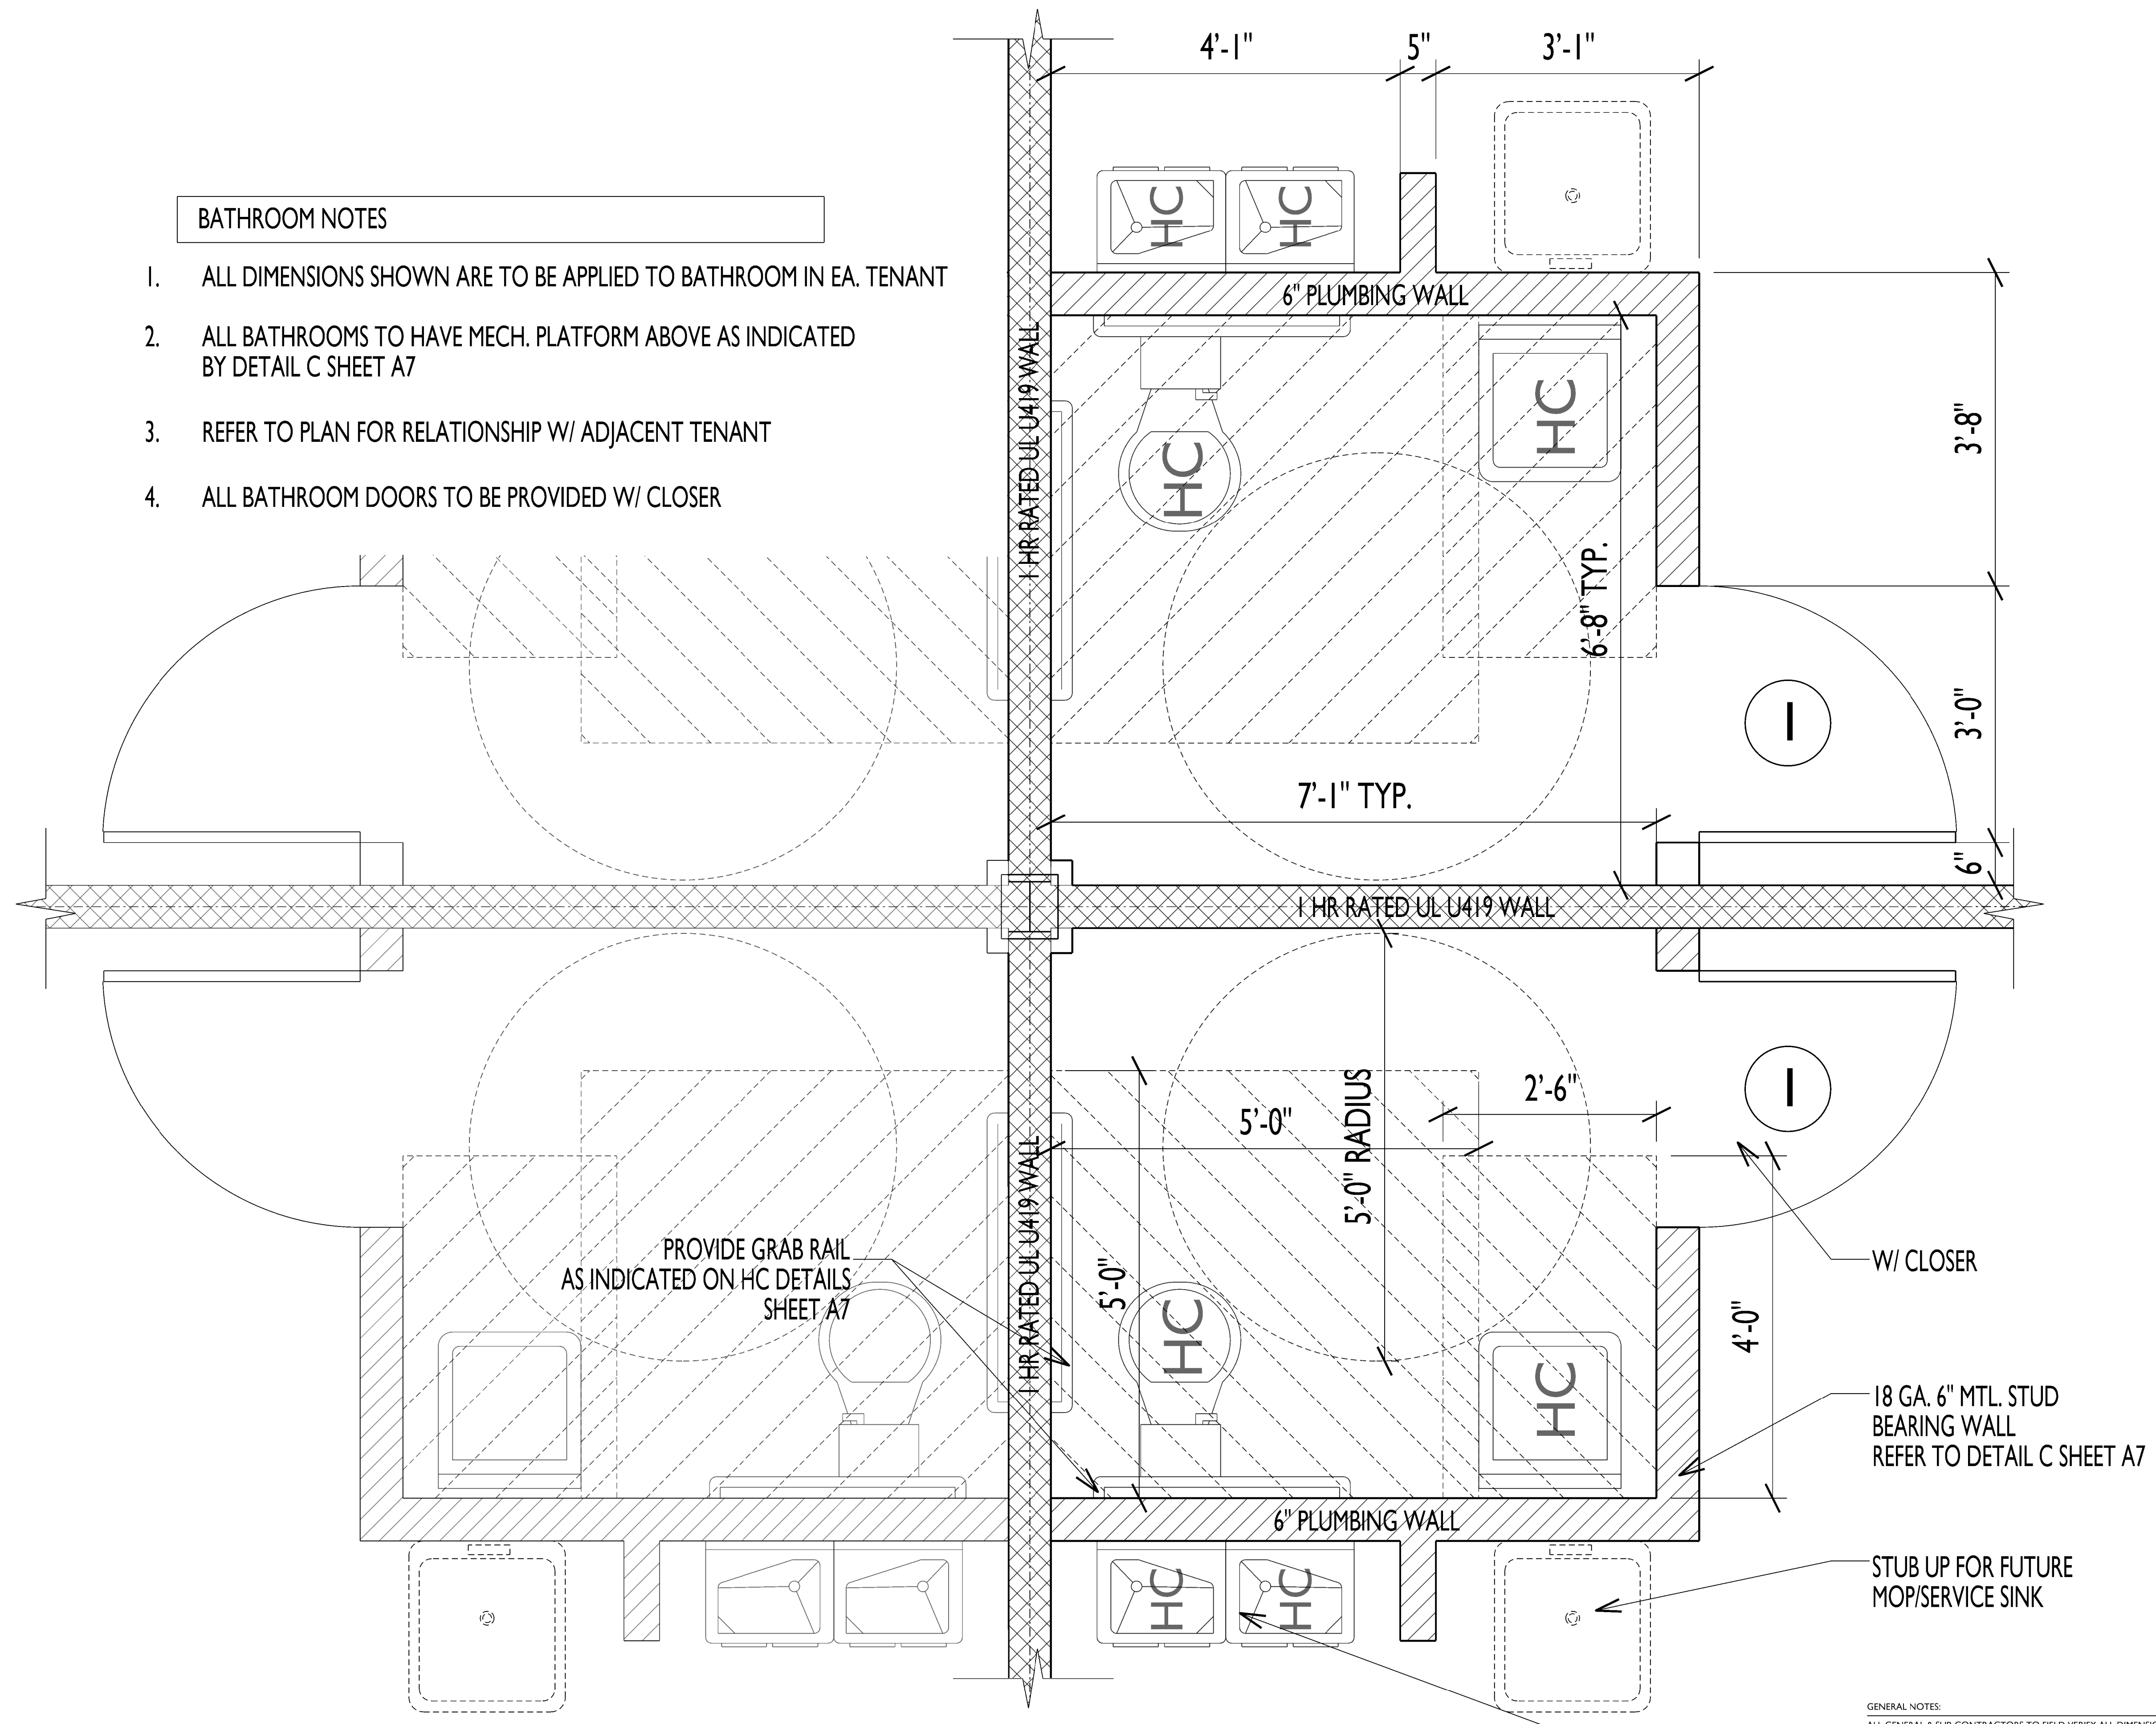 4'-1" 5" 3'-1"
BATHROOM NOTES
1. ALL DIMENSIONS SHOWN ARE TO BE APPLIED TO BATHROOM IN EA. TENANT
2. ALL BATHROOMS TO HAVE MECH. PLATFORM ABOVE AS INDICATED
BY DETAIL C SHEET A7
3. REFER TO PLAN FOR RELATIONSHIP W/ ADJACENT TENANT
4. ALL BATHROOM DOORS TO BE PROVIDED W/ CLOSER
HC HC
6" PLUMBING WALL
1 HR RATED UL U419 WALL
HC
HC
3'-8"
6'-8" TYP.
3'-0"
1
7'-1" TYP.
6"
1 HR RATED UL U419 WALL
5'-0" RADIUS
2'-6"
5'-0"
1
1 HR RATED UL U419 WALL
PROVIDE GRAB RAIL
AS INDICATED ON HC DETAILS
SHEET A7
5'-0"
HC
HC
W/ CLOSER
4'-0"
18 GA. 6" MTL. STUD
BEARING WALL
REFER TO DETAIL C SHEET A7
6" PLUMBING WALL
HC HC
STUB UP FOR FUTURE
MOP/SERVICE SINK
GENERAL NOTES: